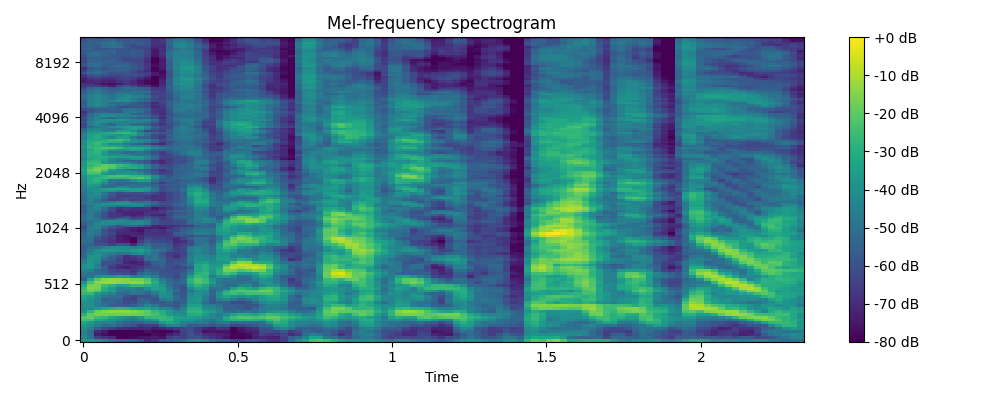 Mel-frequency spectrogram
Hz
8192
4096
2048
1024
512
0
0
0.5
1
1.5
2
Time
+0 dB
-10 dB
-20 dB
-30 dB
-40 dB
-50 dB
-60 dB
-70 dB
-80 dB